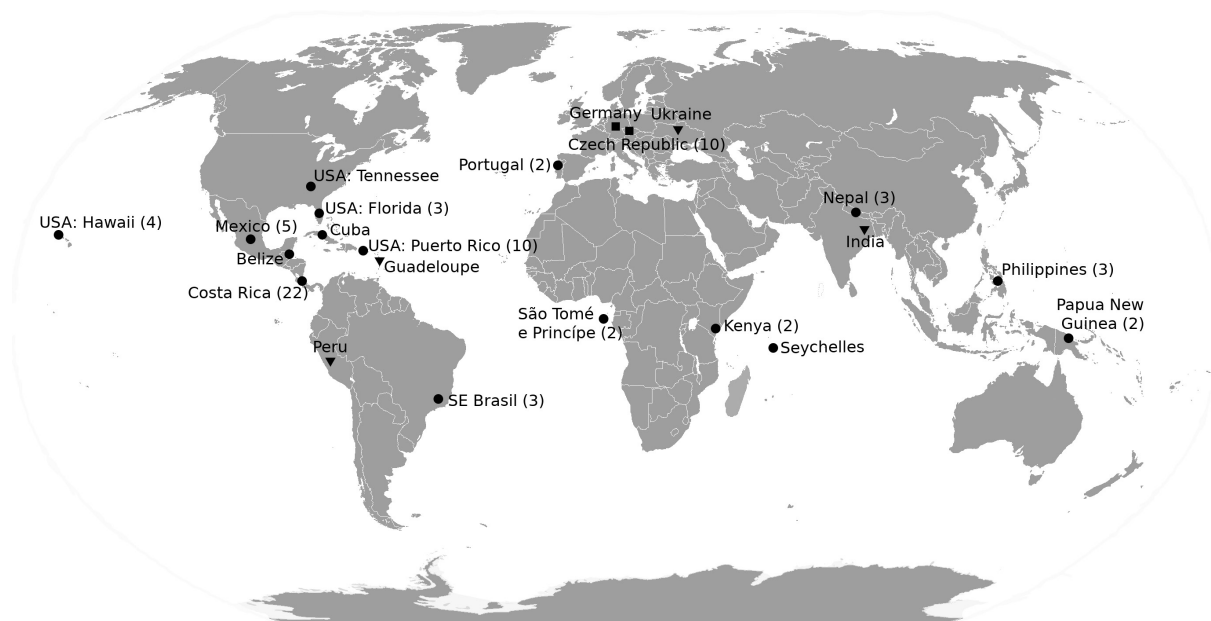 Germany
Ukraine
Czech Republic (10)
Portugal (2)
USA: Tennessee
Nepal (3)
USA: Florida (3)
USA: Hawaii (4)
Mexico (5)
Cuba
India
USA: Puerto Rico (10)
Belize
Guadeloupe
Philippines (3)
Costa Rica (22)
Papua New
Guinea (2)
São Tomé
e Princípe (2)
Kenya (2)
Peru
Seychelles
SE Brasil (3)